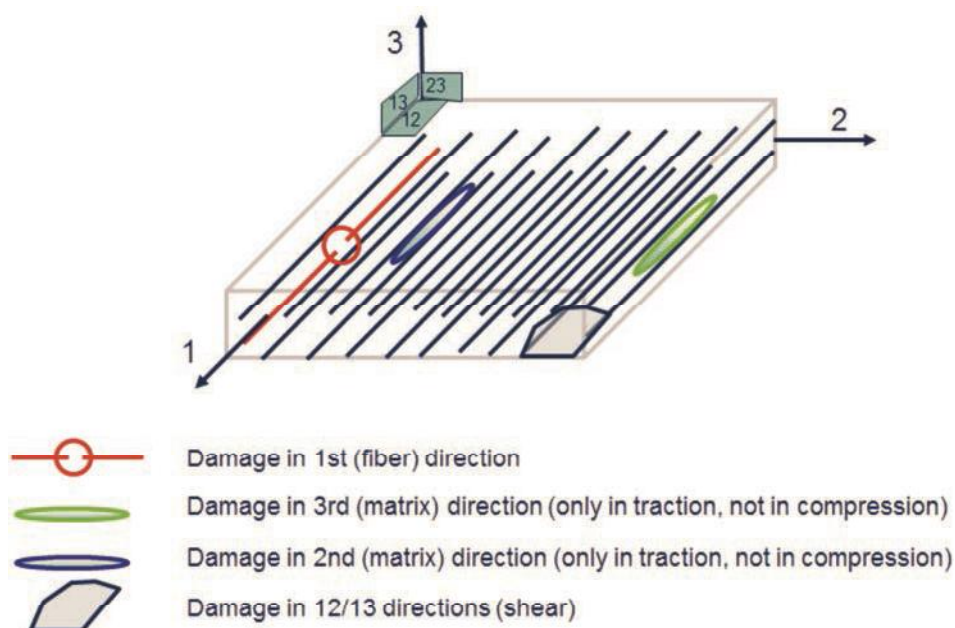 3
23
13
12
2
1
Damage in 1st (fiber) direction
Damage in 3rd (matrix) direction (only in traction, not in compression)
Damage in 2nd (matrix) direction (only in traction, not in compression)
Damage in 12/13 directions (shear)